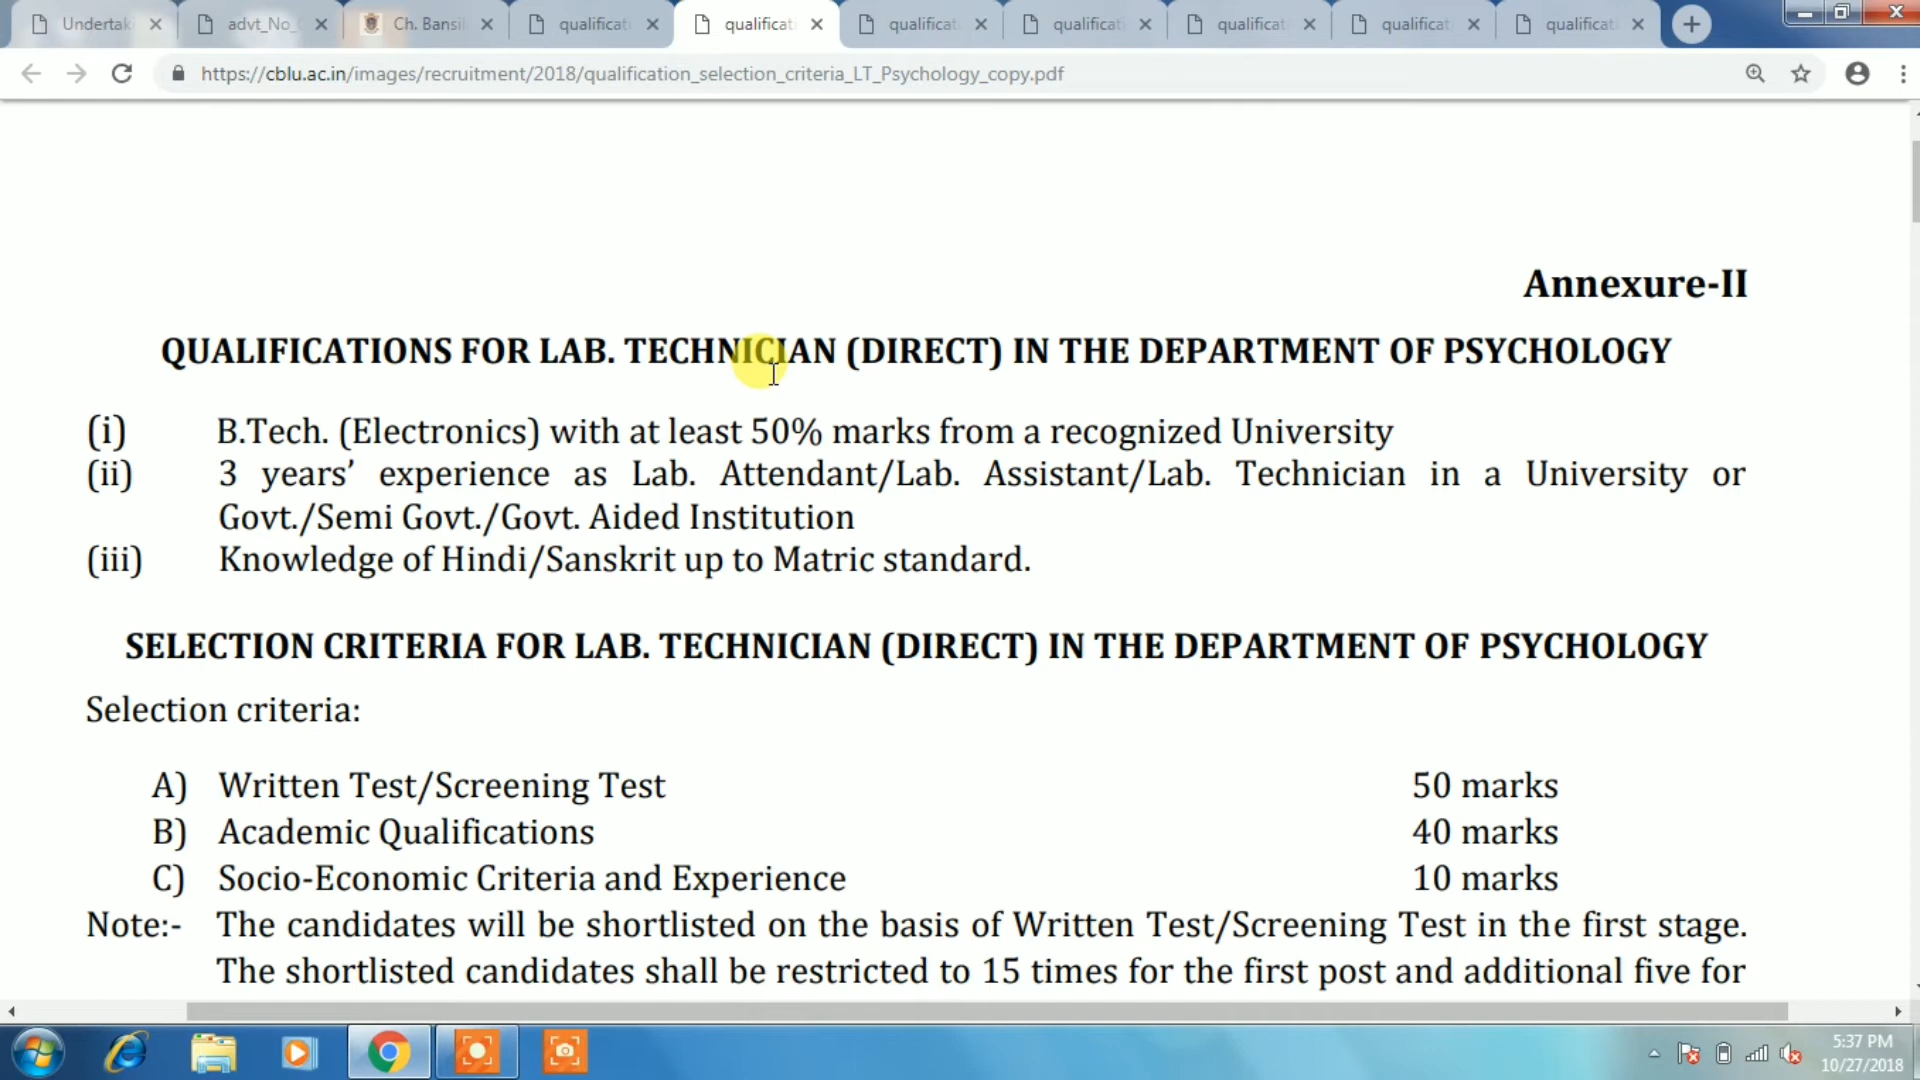 Undertak
advt_No_
Ch. Bansil
qualificat
qualificat
qualificat
qualificati
qualificat
qualificat
qualificat
https://cblu.ac.in/images/recruitment/2018/qualification_selection_criteria_LT_Psychology_copy.pdf
Annexure-II
QUALIFICATIONS FOR LAB. TECHNICIAN (DIRECT) IN THE DEPARTMENT OF PSYCHOLOGY
(i) B.Tech. (Electronics) with at least 50% marks from a recognized University
(ii) 3 years’ experience as Lab. Attendant/Lab. Assistant/Lab. Technician in a University or
Govt./Semi Govt./Govt. Aided Institution
(iii) Knowledge of Hindi/Sanskrit up to Matric standard.
SELECTION CRITERIA FOR LAB. TECHNICIAN (DIRECT) IN THE DEPARTMENT OF PSYCHOLOGY
Selection criteria:
A) Written Test/Screening Test 50 marks
B) Academic Qualifications 40 marks
C) Socio-Economic Criteria and Experience 10 marks
Note:- The candidates will be shortlisted on the basis of Written Test/Screening Test in the first stage.
The shortlisted candidates shall be restricted to 15 times for the first post and additional five for
5:37 PM
10/27/2018